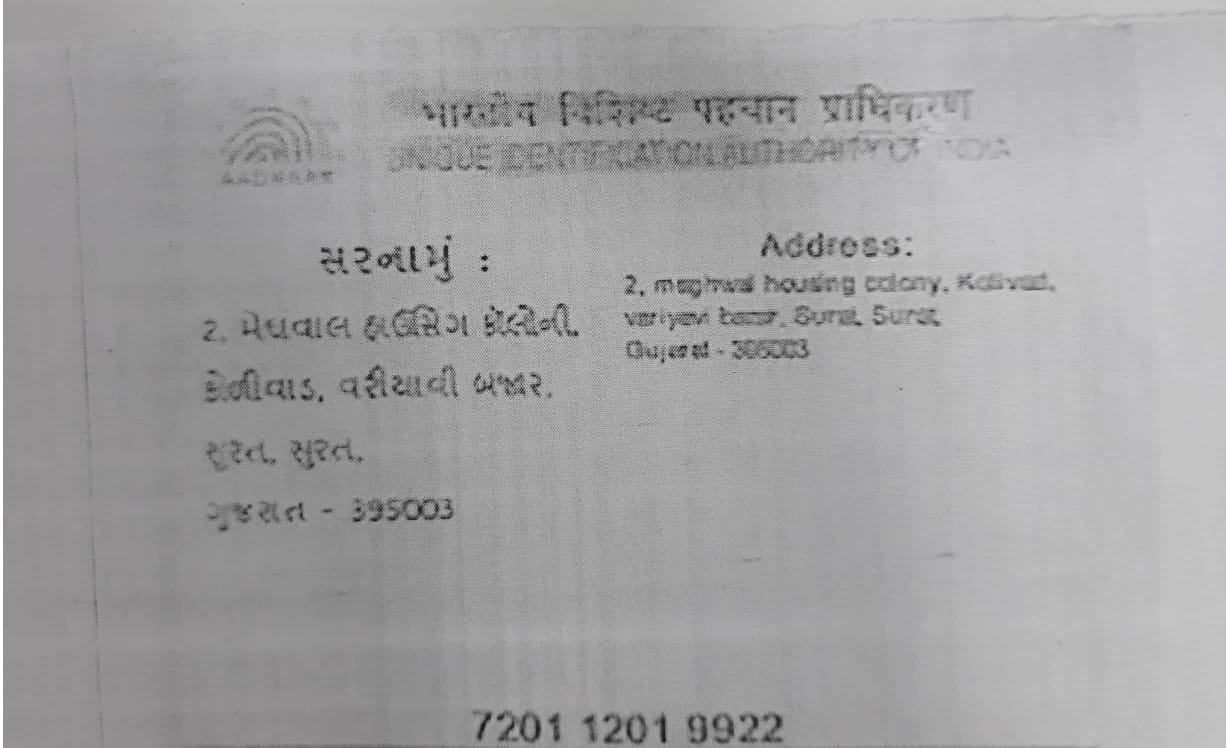 भारतीय विशिष्ट पहचान प्राधिकरण
UNIQUE IDENTIFICATION AUTHORITY OF INDIA
AADHAAR
સરનામું :
2, મેઘવાલ હાઉસિંગ કોલોની,
કોળીવાડ, વરીયાવી બજાર,
સુરત, સુરત,
ગુજરાત - 395003
Address:
2, meghwal housing colony, Kolivad,
variyavi bazar, Surat, Surat,
Gujarat - 395003
7201 1201 9922